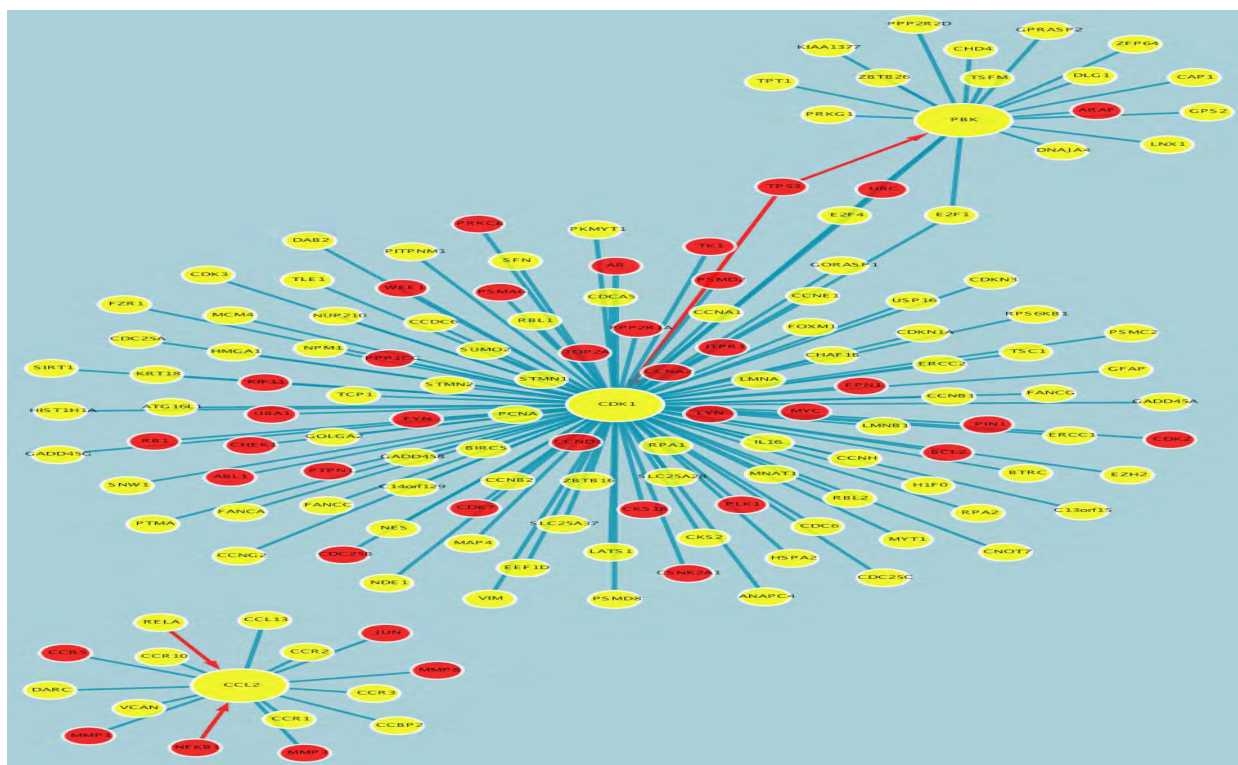 PPP2R2D
GPRASP2
KIAA1377
CHD4
ZFP64
TPT1
ZBTB26
TSFM
DLG1
CAP1
PRKG1
PBK
ARAF
GPS2
DNAJA4
LNX1
TP53
UBC
E2F4
E2F1
PRKCB
PKMYT1
DAB2
PITPNM1
SFN
AR
TK1
GORASP1
CDK3
TLE1
WEE1
PSMA6
CDCA5
PSMD2
CCNE1
CDKN3
FZR1
MCM4
NUP210
CCDC6
RBL1
PPP2R1A
CCNA1
FOXM1
USP16
RPS6KB1
CDC25A
HMGA1
NPM1
PPP1CC
SUMO2
TOP2A
ITPR1
CHAF1B
CDKN1A
PSMC2
SIRT1
KRT18
KIF11
STMN2
STMN1
CCNA2
LMNA
EPN1
ERCC2
TSC1
GFAP
HIST1H1A
ATG16L1
UBA1
TCP1
FYN
PCNA
CDK1
LYN
MYC
CCNB1
FANCG
GADD45A
RB1
CHEK1
GOLGA2
BIRC5
CCND1
RPA1
IL16
LMNB1
PIN1
ERCC1
CDK2
GADD45G
SNW1
ABL1
PTPN1
GADD45B
C14orf129
CCNB2
ZBTB16
SLC25A28
MNAT1
CCNH
BCL2
BTRC
EZH2
PTMA
FANCA
FANCC
NES
CDK7
SLC25A37
CKS1B
PLK1
CDC6
RBL2
H1F0
RPA2
C13orf15
CCNG2
CDC25B
MAP4
EEF1D
LATS1
CKS2
HSPA2
MYT1
CNOT7
NDE1
VIM
PSMD8
CSNK2A1
ANAPC4
CDC25C
RELA
CCL13
JUN
CCR5
CCR10
CCR2
MMP8
DARC
CCL2
CCR3
VCAN
CCR1
CCBP2
MMP1
NFKB1
MMP3